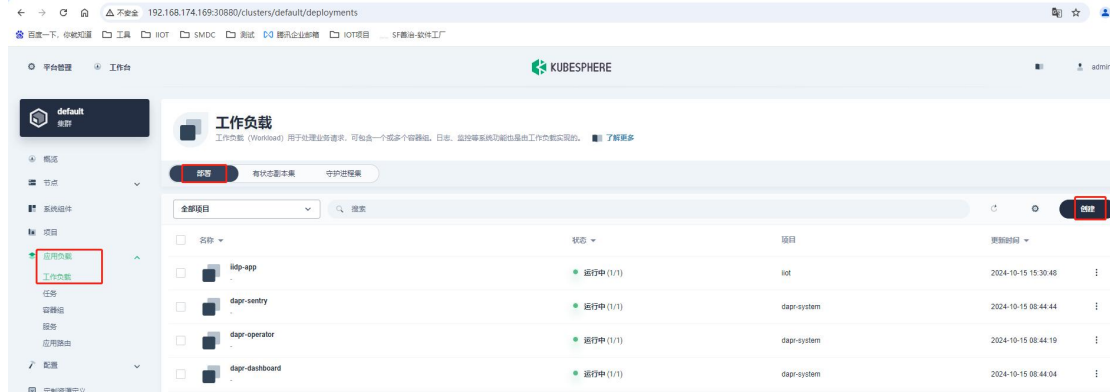 不安全 192.168.174.169:30880/clusters/default/deployments
百度一下,你就知道 工具 IIOT SMDC 测试 腾讯企业邮箱 IOT项目 SF善治-软件工厂
平台管理 工作台 KUBESPHERE admin
default
集群
工作负载
工作负载 (Workload) 用于处理业务请求,可包含一个或多个容器组。日志、监控等系统功能也是由工作负载实现的。 了解更多
概览
部署 有状态副本集 守护进程集
节点
系统组件
全部项目 搜索 创建
项目
名称 状态 项目 更新时间
应用负载
工作负载
iidp-app
-
运行中 (1/1) iiot 2024-10-15 15:30:48
任务
容器组
dapr-sentry
-
运行中 (1/1) dapr-system 2024-10-15 08:44:44
服务
应用路由
dapr-operator
-
运行中 (1/1) dapr-system 2024-10-15 08:44:19
配置
dapr-dashboard
-
运行中 (1/1) dapr-system 2024-10-15 08:44:04
定制资源定义